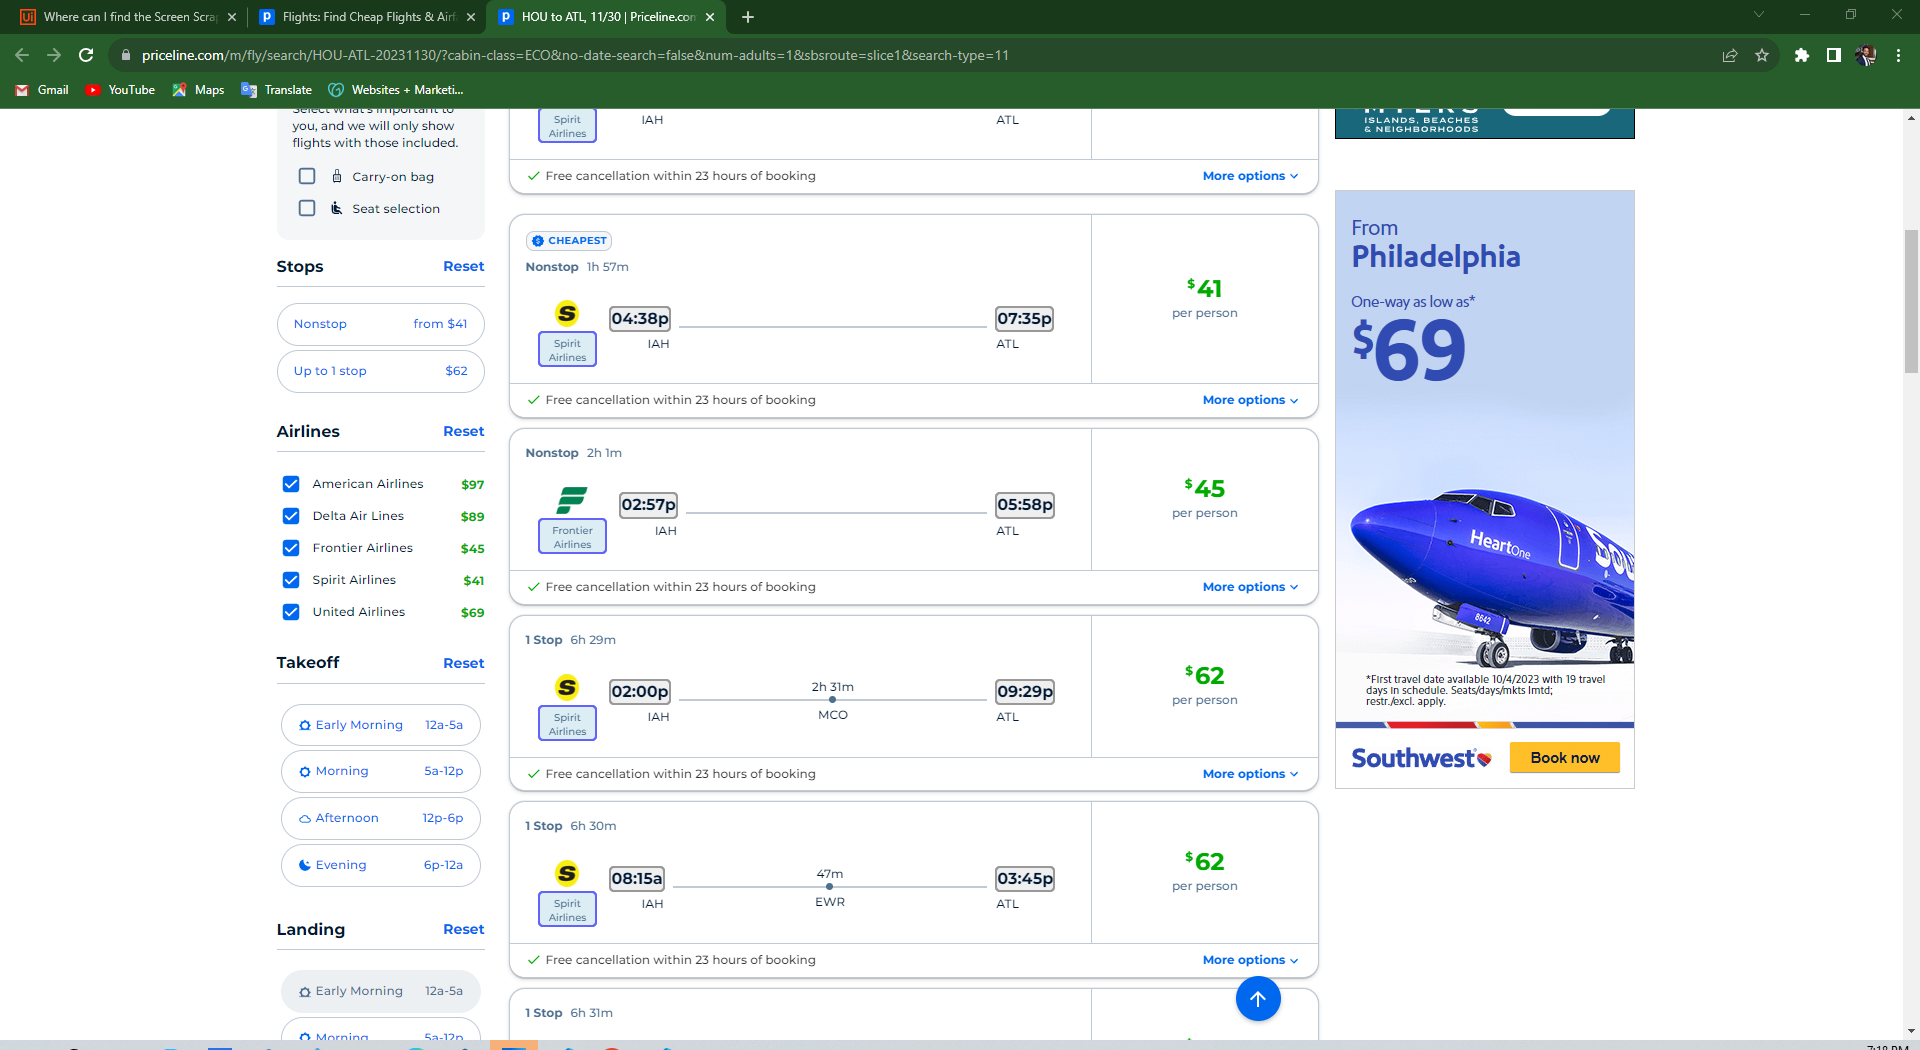 Where can I find the Screen Scrap
Flights: Find Cheap Flights & Airfa
HOU to ATL, 11/30 | Priceline.com
priceline.com/m/fly/search/HOU-ATL-20231130/?cabin-class=ECO&no-date-search=false&num-adults=1&sbsroute=slice1&search-type=11
Gmail
YouTube
Maps
Translate
Websites + Marketi...
Select what's important to
you, and we will only show
flights with those included.
Carry-on bag
Seat selection
Stops
Reset
Nonstop
from $41
Up to 1 stop
$62
Airlines
Reset
American Airlines
$97
Delta Air Lines
$89
Frontier Airlines
$45
Spirit Airlines
$41
United Airlines
$69
Takeoff
Reset
Early Morning
12a-5a
Morning
5a-12p
Afternoon
12p-6p
Evening
6p-12a
Landing
Reset
Early Morning
12a-5a
Morning
5a-12p
Spirit
Airlines
IAH
ATL
Free cancellation within 23 hours of booking
More options
CHEAPEST
Nonstop 1h 57m
Spirit
Airlines
04:38p
IAH
07:35p
ATL
$41
per person
Free cancellation within 23 hours of booking
More options
Nonstop 2h 1m
Frontier
Airlines
02:57p
IAH
05:58p
ATL
$45
per person
Free cancellation within 23 hours of booking
More options
1 Stop 6h 29m
Spirit
Airlines
02:00p
IAH
2h 31m
MCO
09:29p
ATL
$62
per person
Free cancellation within 23 hours of booking
More options
1 Stop 6h 30m
Spirit
Airlines
08:15a
IAH
47m
EWR
03:45p
ATL
$62
per person
Free cancellation within 23 hours of booking
More options
1 Stop 6h 31m
ISLANDS, BEACHES
& NEIGHBORHOODS
From
Philadelphia
One-way as low as*
$69
HeartOne
8642
*First travel date available 10/4/2023 with 19 travel
days in schedule. Seats/days/mkts lmtd;
restr./excl. apply.
Southwest
Book now